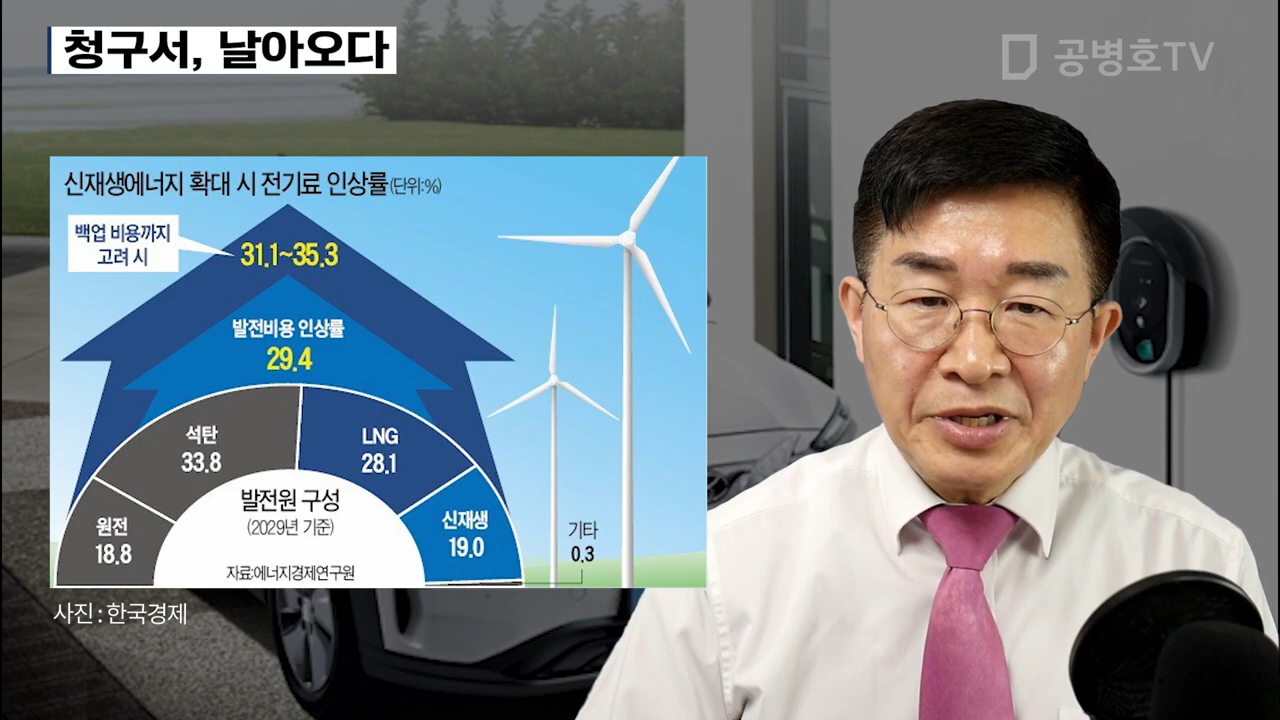 청구서, 날아오다
공병호TV
신재생에너지 확대 시 전기료 인상률(단위:%)
백업 비용까지
고려 시
31.1~35.3
발전비용 인상률
29.4
석탄
33.8
LNG
28.1
원전
18.8
발전원 구성
(2029년 기준)
신재생
19.0
기타
0.3
자료:에너지경제연구원
사진 : 한국경제